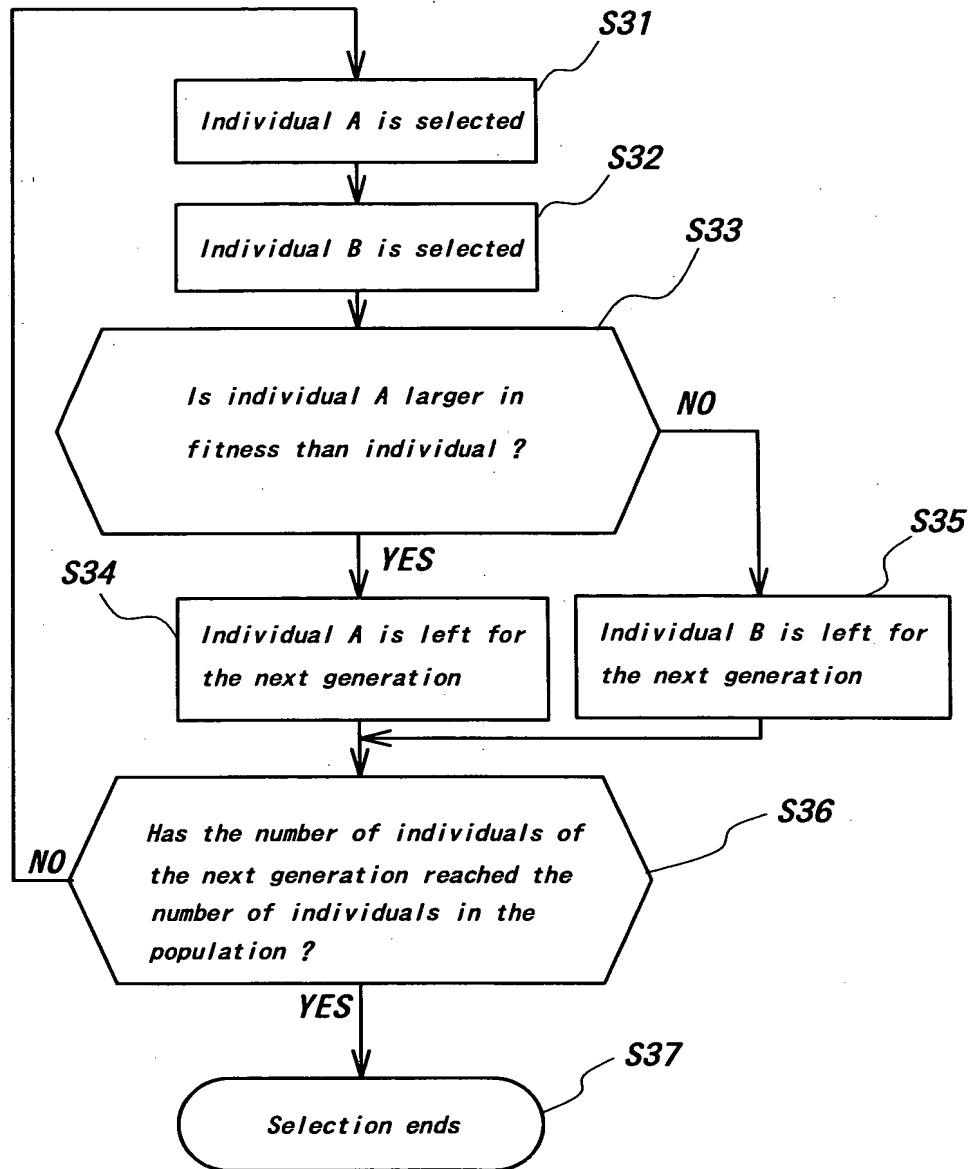 S31
Individual A is selected
S32
Individual B is selected
S33
Is individual A larger in
fitness than individual ?
NO
YES
S34
Individual A is left for
the next generation
S35
Individual B is left for
the next generation
S36
Has the number of individuals of
the next generation reached the
number of individuals in the
population ?
NO
YES
S37
Selection ends